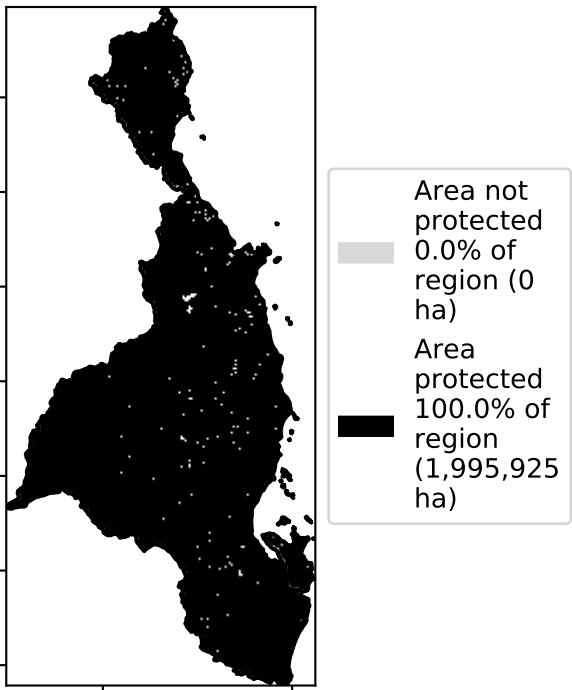 Area not
protected
0.0% of
region (0
ha)
Area
protected
100.0% of
region
(1,995,925
ha)